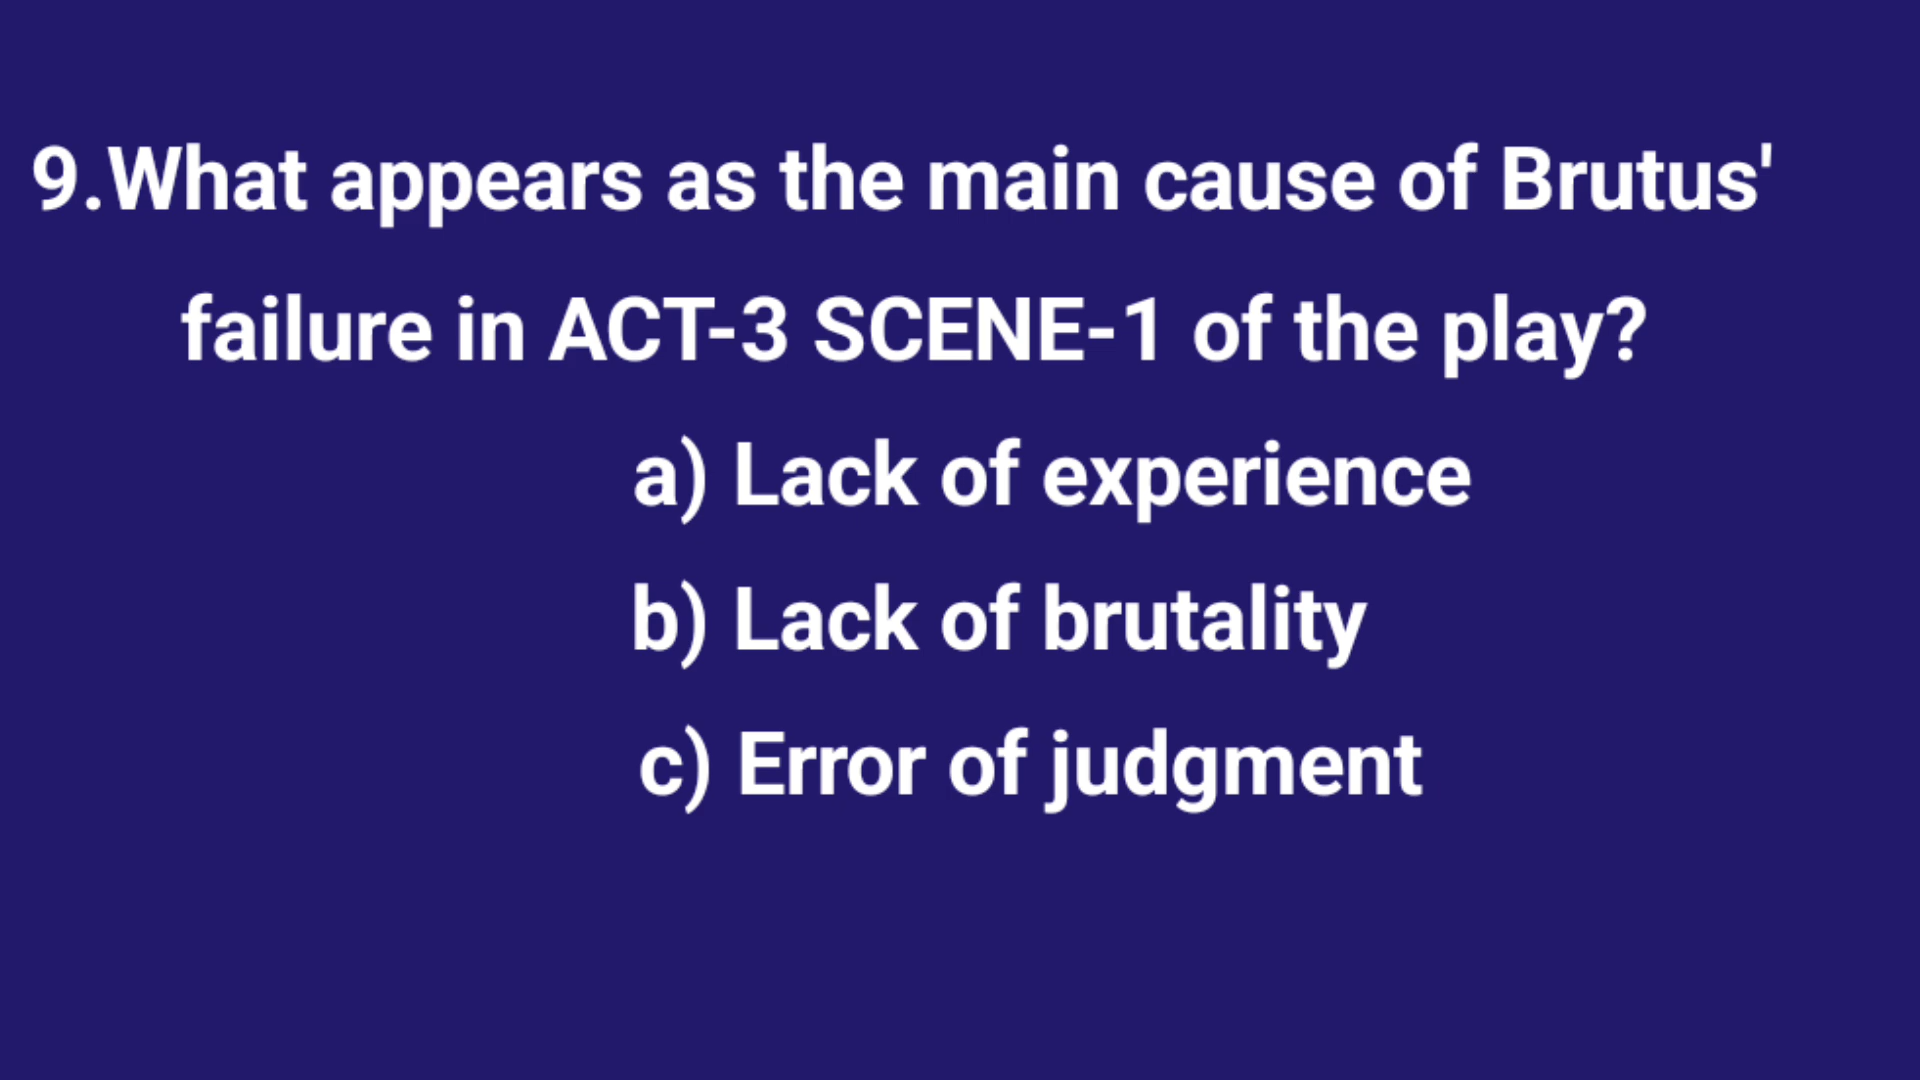 9.What appears as the main cause of Brutus'
failure in ACT-3 SCENE-1 of the play?
a) Lack of experience
b) Lack of brutality
c) Error of judgment